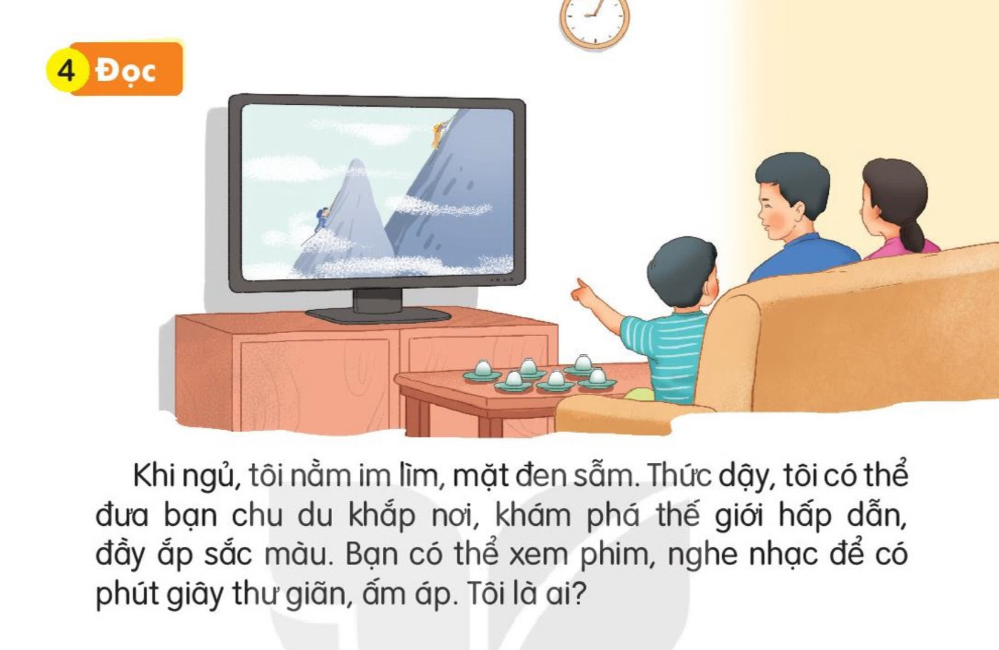 4 Đọc
Khi ngủ, tôi nằm im lìm, mặt đen sẫm. Thức dậy, tôi có thể
đưa bạn chu du khắp nơi, khám phá thế giới hấp dẫn,
đầy ắp sắc màu. Bạn có thể xem phim, nghe nhạc để có
phút giây thư giãn, ấm áp. Tôi là ai?